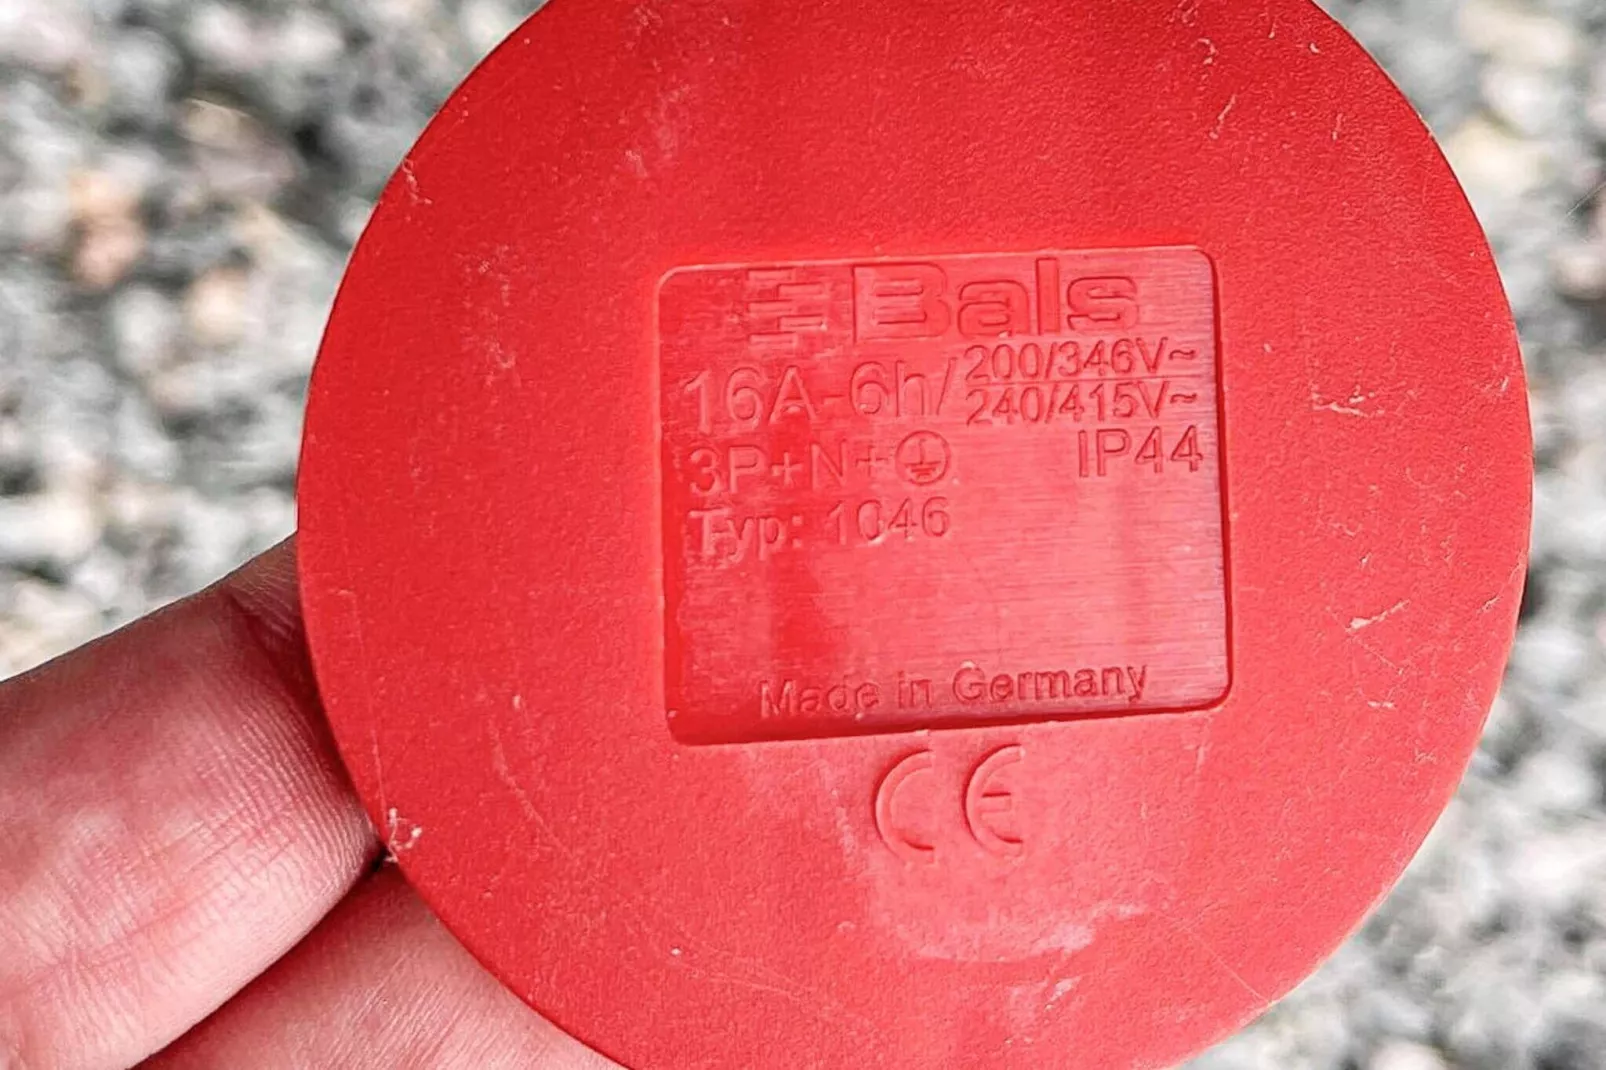 Bals
16A-6h/200/346V~
240/415V~
3P+N+⏚ IP44
Typ: 1046
Made in Germany
CE